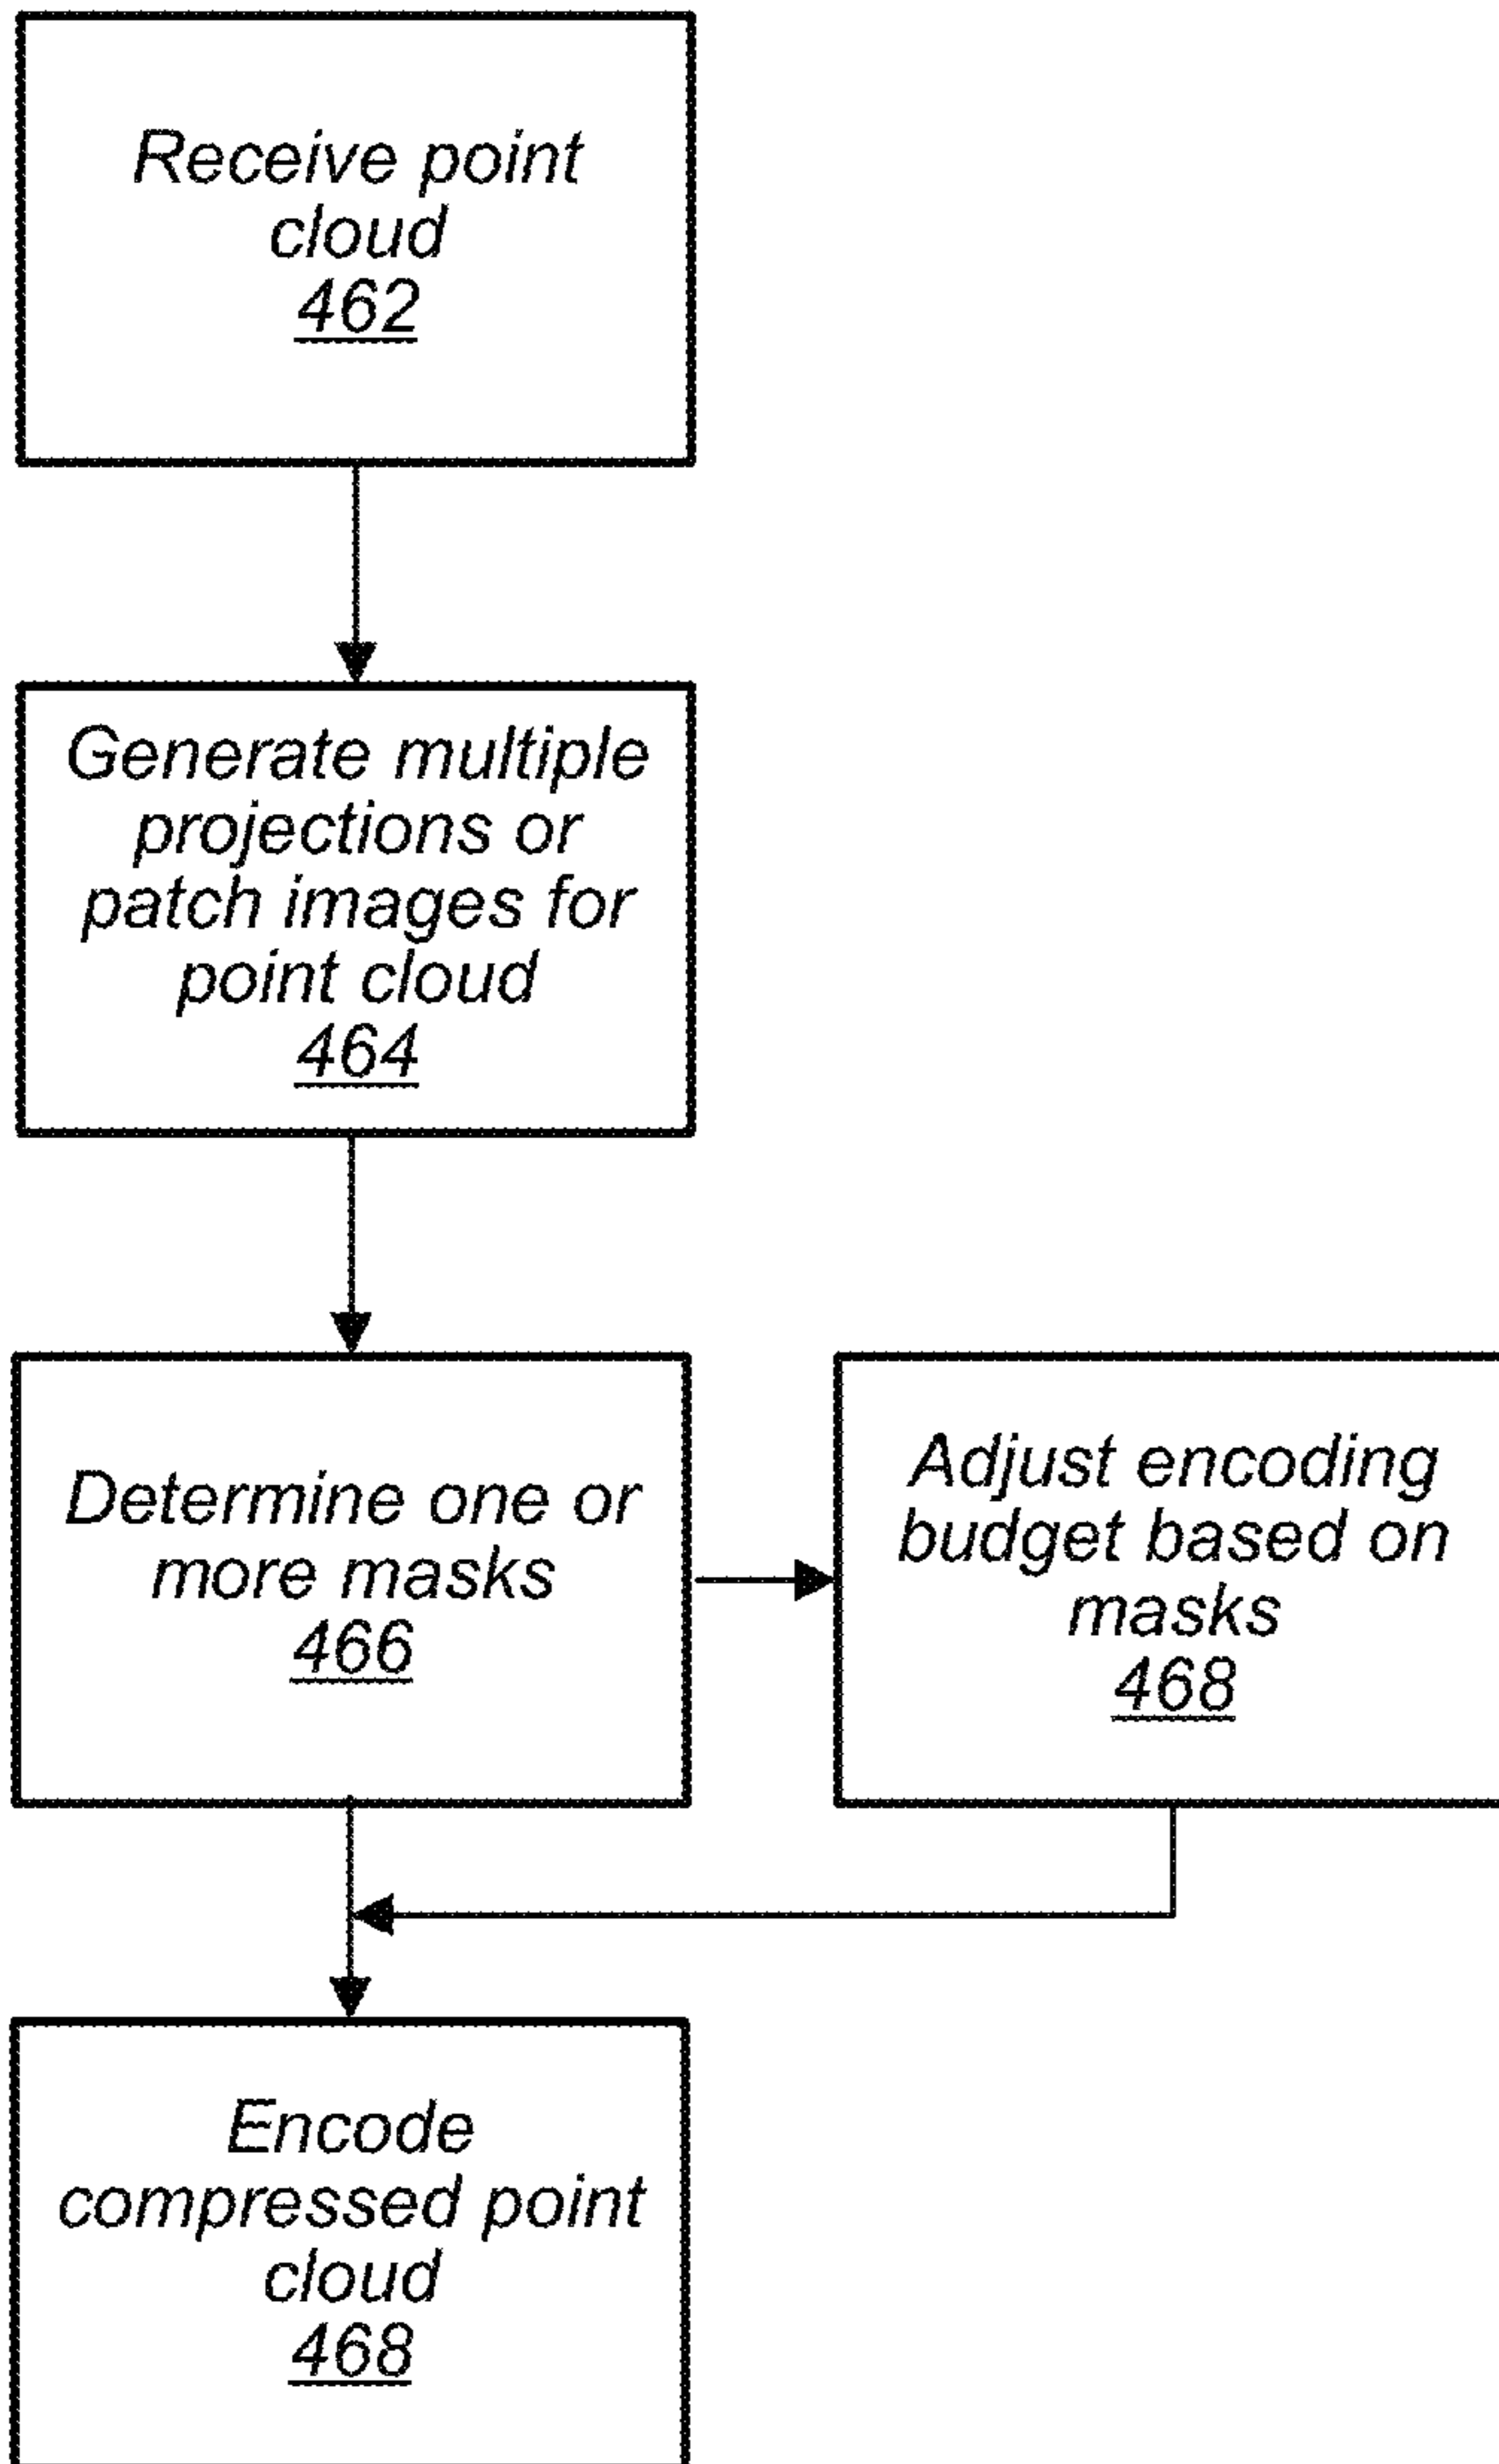 Receive point
cloud
462
Generate multiple
projections or
patch images for
point cloud
464
Determine one or
more masks
466
Adjust encoding
budget based on
masks
468
Encode
compressed point
cloud
468